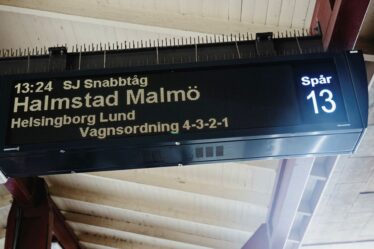 13:24 SJ Snabbtåg
Halmstad Malmö
Helsingborg Lund
Vagnsordning 4-3-2-1
Spår
13